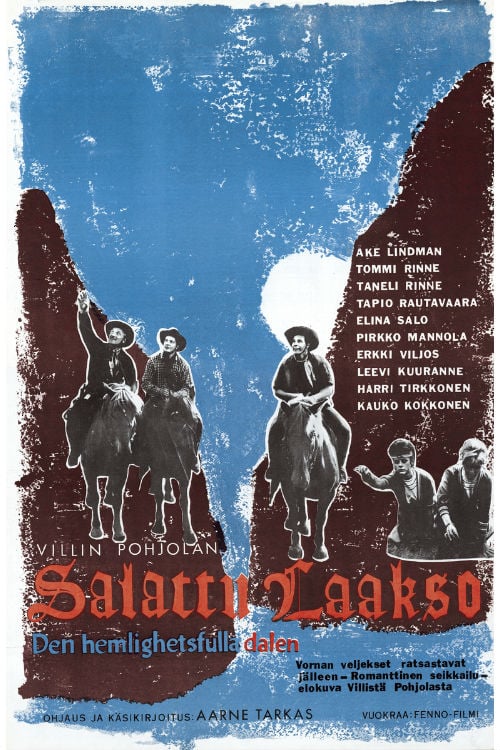 ÅKE LINDMAN
TOMMI RINNE
TANELI RINNE
TAPIO RAUTAVAARA
ELINA SALO
PIRKKO MANNOLA
ERKKI VILJOS
LEEVI KUURANNE
HARRI TIRKKONEN
KAUKO KOKKONEN
VILLIN POHJOLAN
Salattu Laakso
Den hemlighetsfulla dalen
Vornan veljekset ratsastavat
jälleen – Romanttinen seikkailu-
elokuva Villistä Pohjolasta
OHJAUS JA KÄSIKIRJOITUS: AARNE TARKAS
VUOKRAA: FENNO-FILMI